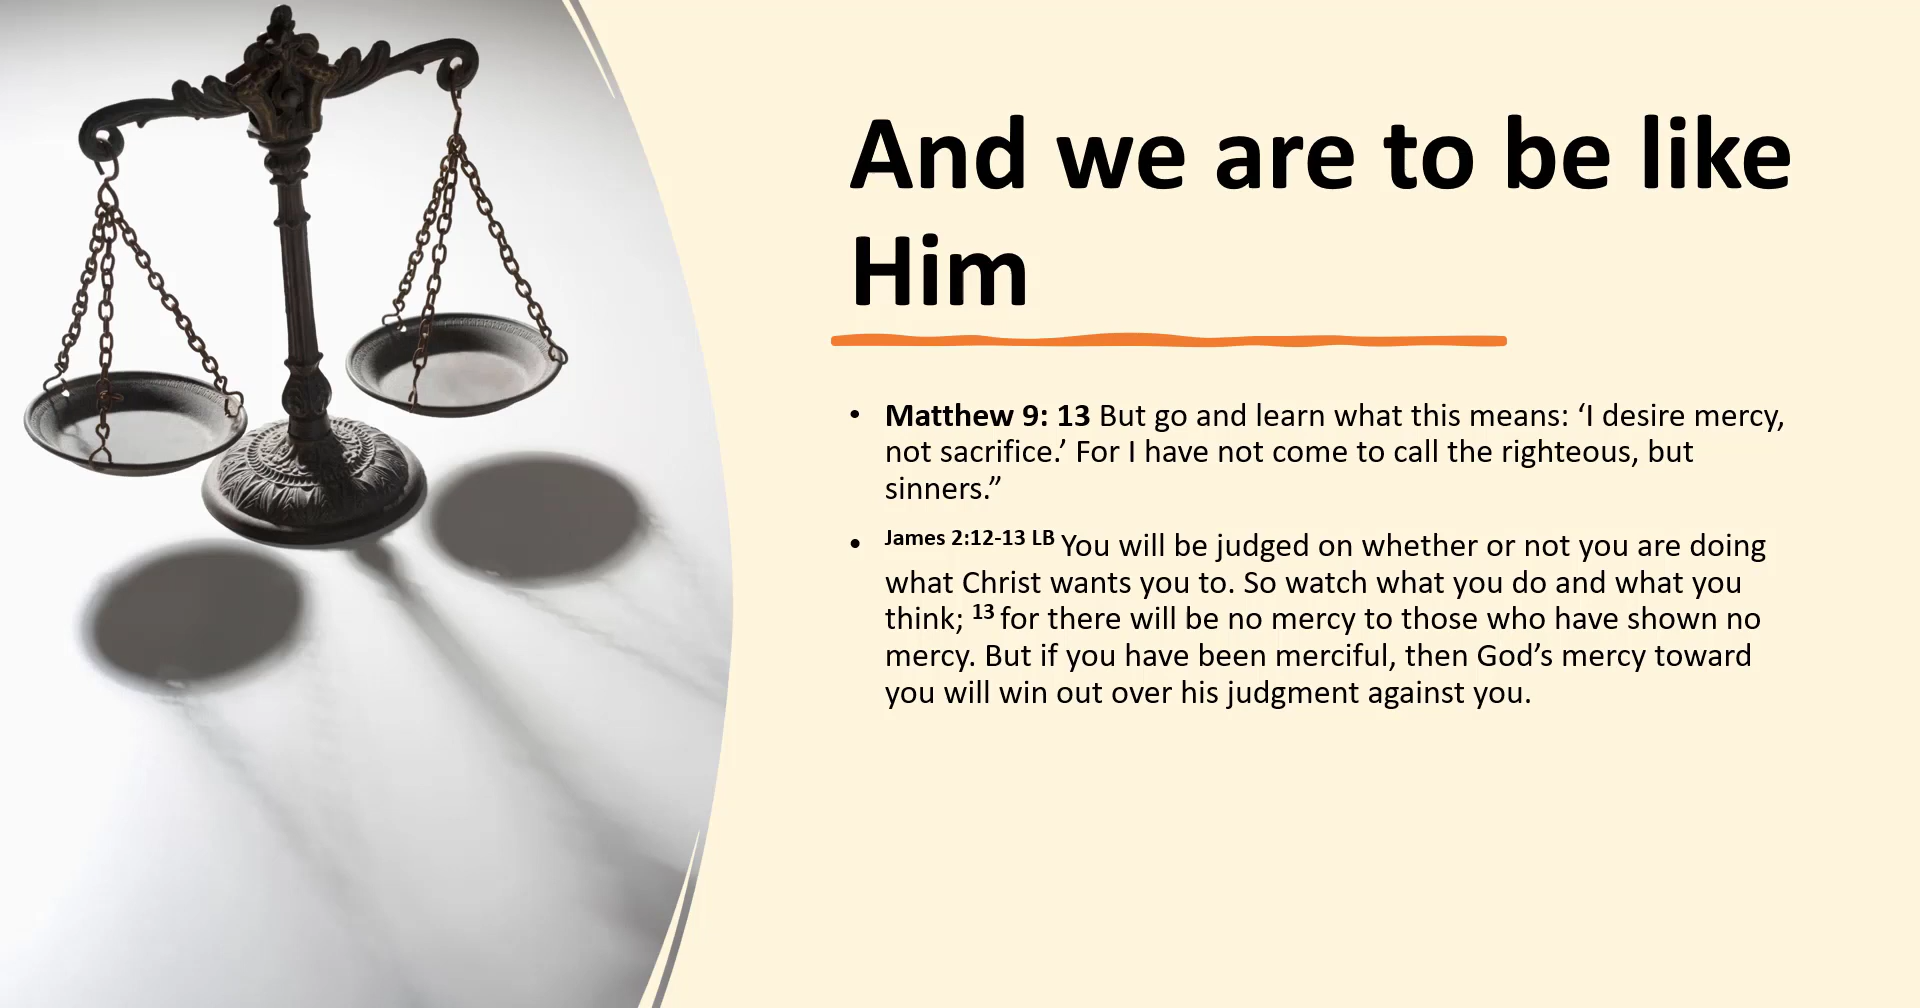 And we are to be like
Him
• Matthew 9: 13 But go and learn what this means: ‘I desire mercy,
not sacrifice.’ For I have not come to call the righteous, but
sinners.”
• James 2:12-13 LB You will be judged on whether or not you are doing
what Christ wants you to. So watch what you do and what you
think; 13 for there will be no mercy to those who have shown no
mercy. But if you have been merciful, then God’s mercy toward
you will win out over his judgment against you.